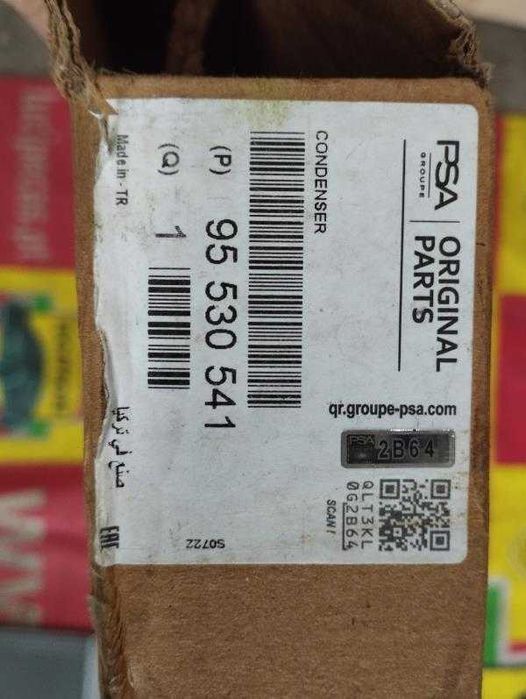 PSA
GROUPE
ORIGINAL
PARTS
CONDENSER
(P) 95 530 541
(Q) 1
Made in - TR
qr.groupe-psa.com
PSA
2B64
QLT3KL
0G2B64
SCAN !
S0722
صنع في تركيا
EAC